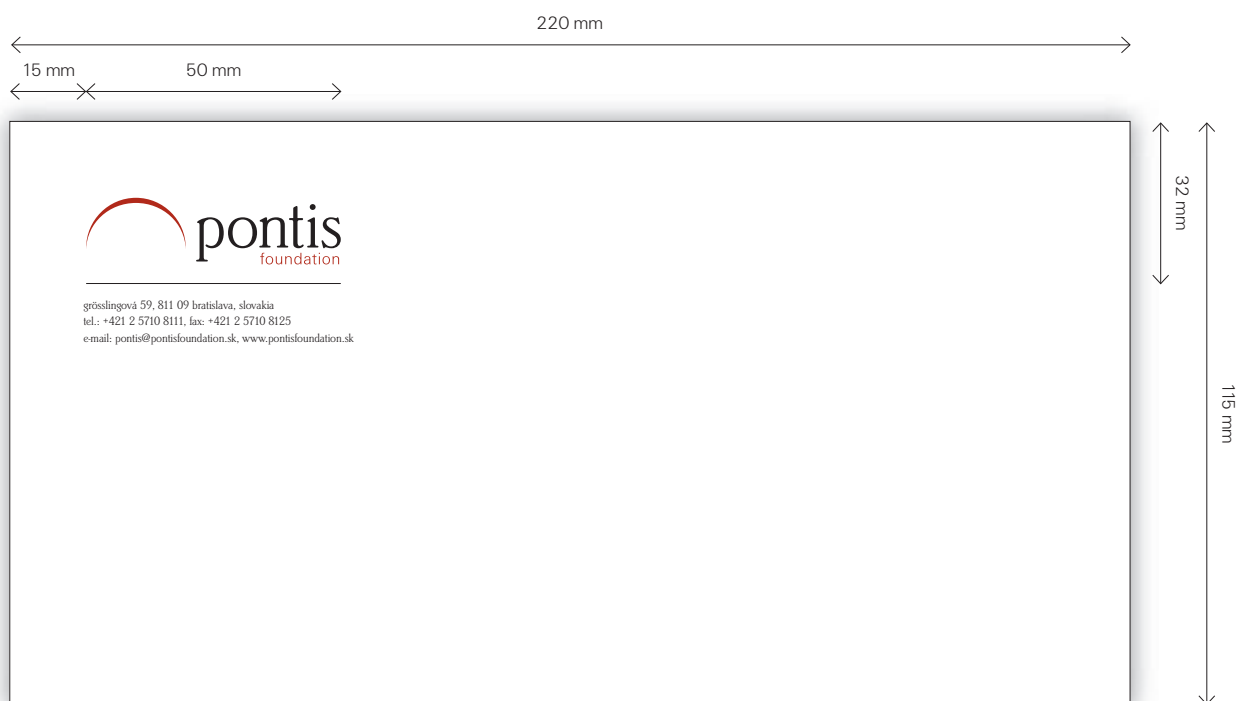 220 mm
15 mm
50 mm
32 mm
115 mm
pontis
foundation
grösslingová 59, 811 09 bratislava, slovakia
tel.: +421 2 5710 8111, fax: +421 2 5710 8125
e-mail: pontis@pontisfoundation.sk, www.pontisfoundation.sk